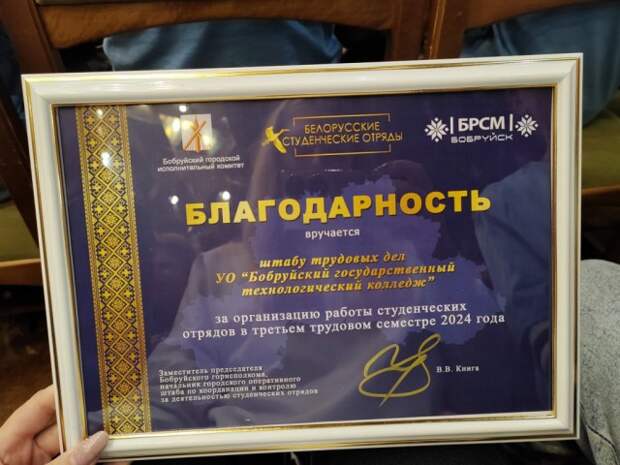 Бобруйский городской
исполнительный комитет
БЕЛОРУССКИЕ
СТУДЕНЧЕСКИЕ ОТРЯДЫ
БРСМ
БОБРУЙСК
БЛАГОДАРНОСТЬ
вручается
штабу трудовых дел
УО "Бобруйский государственный
технологический колледж"
за организацию работы студенческих
отрядов в третьем трудовом семестре 2024 года
Заместитель председателя
Бобруйского горисполкома,
начальник городского оперативного
штаба по координации и контролю
за деятельностью студенческих отрядов
В.В. Книга